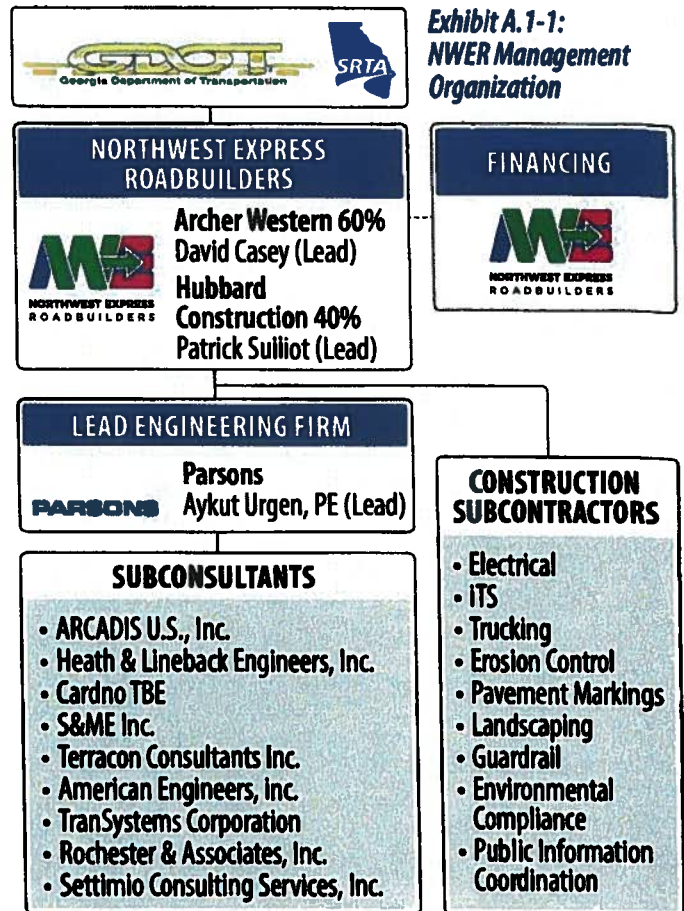 GDOT
Georgia Department of Transportation
SRTA
Exhibit A.1-1:
NWER Management
Organization
NORTHWEST EXPRESS
ROADBUILDERS
NWE
NORTHWEST EXPRESS
ROADBUILDERS
Archer Western 60%
David Casey (Lead)
Hubbard
Construction 40%
Patrick Sulliot (Lead)
FINANCING
NWE
NORTHWEST EXPRESS
ROADBUILDERS
LEAD ENGINEERING FIRM
PARSONS
Parsons
Aykut Urgen, PE (Lead)
SUBCONSULTANTS
• ARCADIS U.S., Inc.
• Heath & Lineback Engineers, Inc.
• Cardno TBE
• S&ME Inc.
• Terracon Consultants Inc.
• American Engineers, Inc.
• TranSystems Corporation
• Rochester & Associates, Inc.
• Settimio Consulting Services, Inc.
CONSTRUCTION
SUBCONTRACTORS
• Electrical
• ITS
• Trucking
• Erosion Control
• Pavement Markings
• Landscaping
• Guardrail
• Environmental
Compliance
• Public Information
Coordination